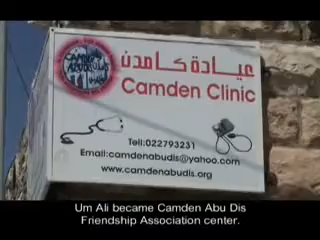 عيادة كامدن
Camden Clinic
Tell:022793231
Email:camdenabudis@yahoo.com
www.camdenabudis.org
Um Ali became Camden Abu Dis
Friendship Association center.